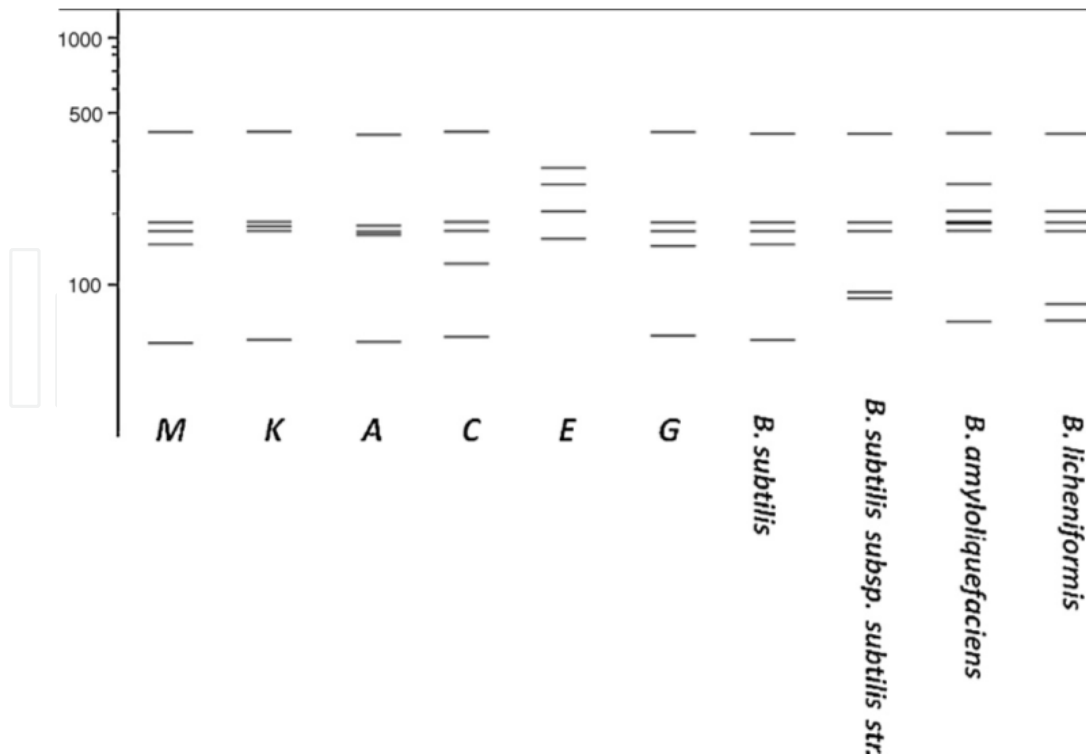 1000
500
100
M K A C E G
B. subtilis
B. subtilis subsp. subtilis str.
B. amyloliquefaciens
B. licheniformis